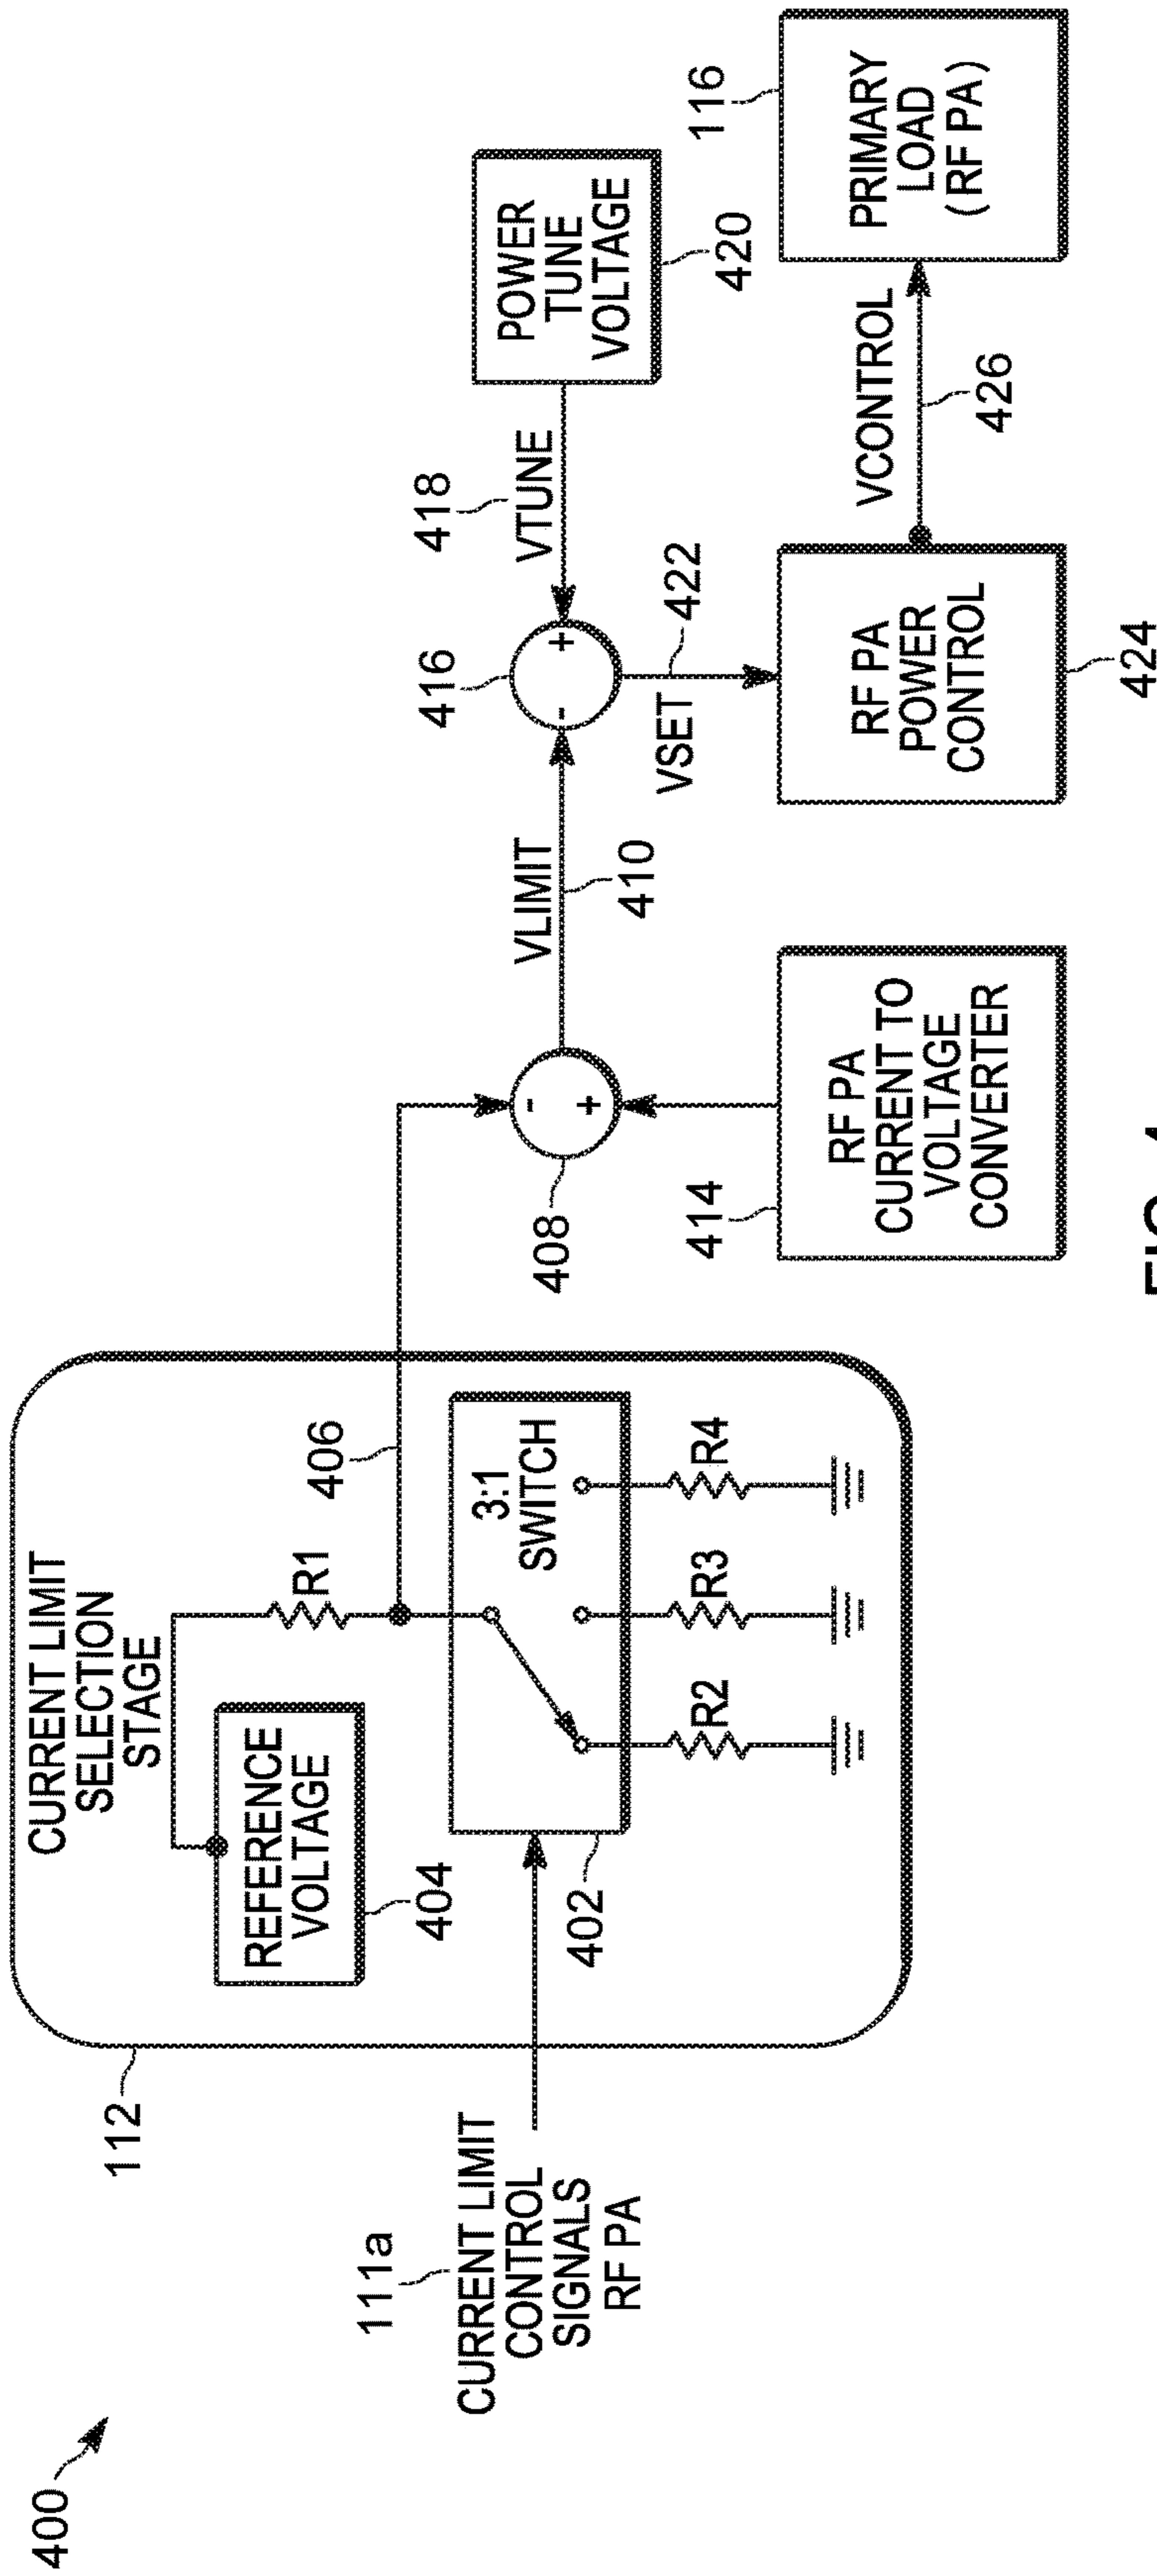 400
111a
CURRENT LIMIT
CONTROL
SIGNALS
RF PA
112
CURRENT LIMIT
SELECTION
STAGE
REFERENCE
VOLTAGE
404
R1
406
3:1
SWITCH
402
R2
R3
R4
408
-
+
414
RF PA
CURRENT TO
VOLTAGE
CONVERTER
VLIMIT
410
416
-
+
418
VTUNE
POWER
TUNE
VOLTAGE
420
VSET
422
RF PA
POWER
CONTROL
424
VCONTROL
426
116
PRIMARY
LOAD
(RF PA)